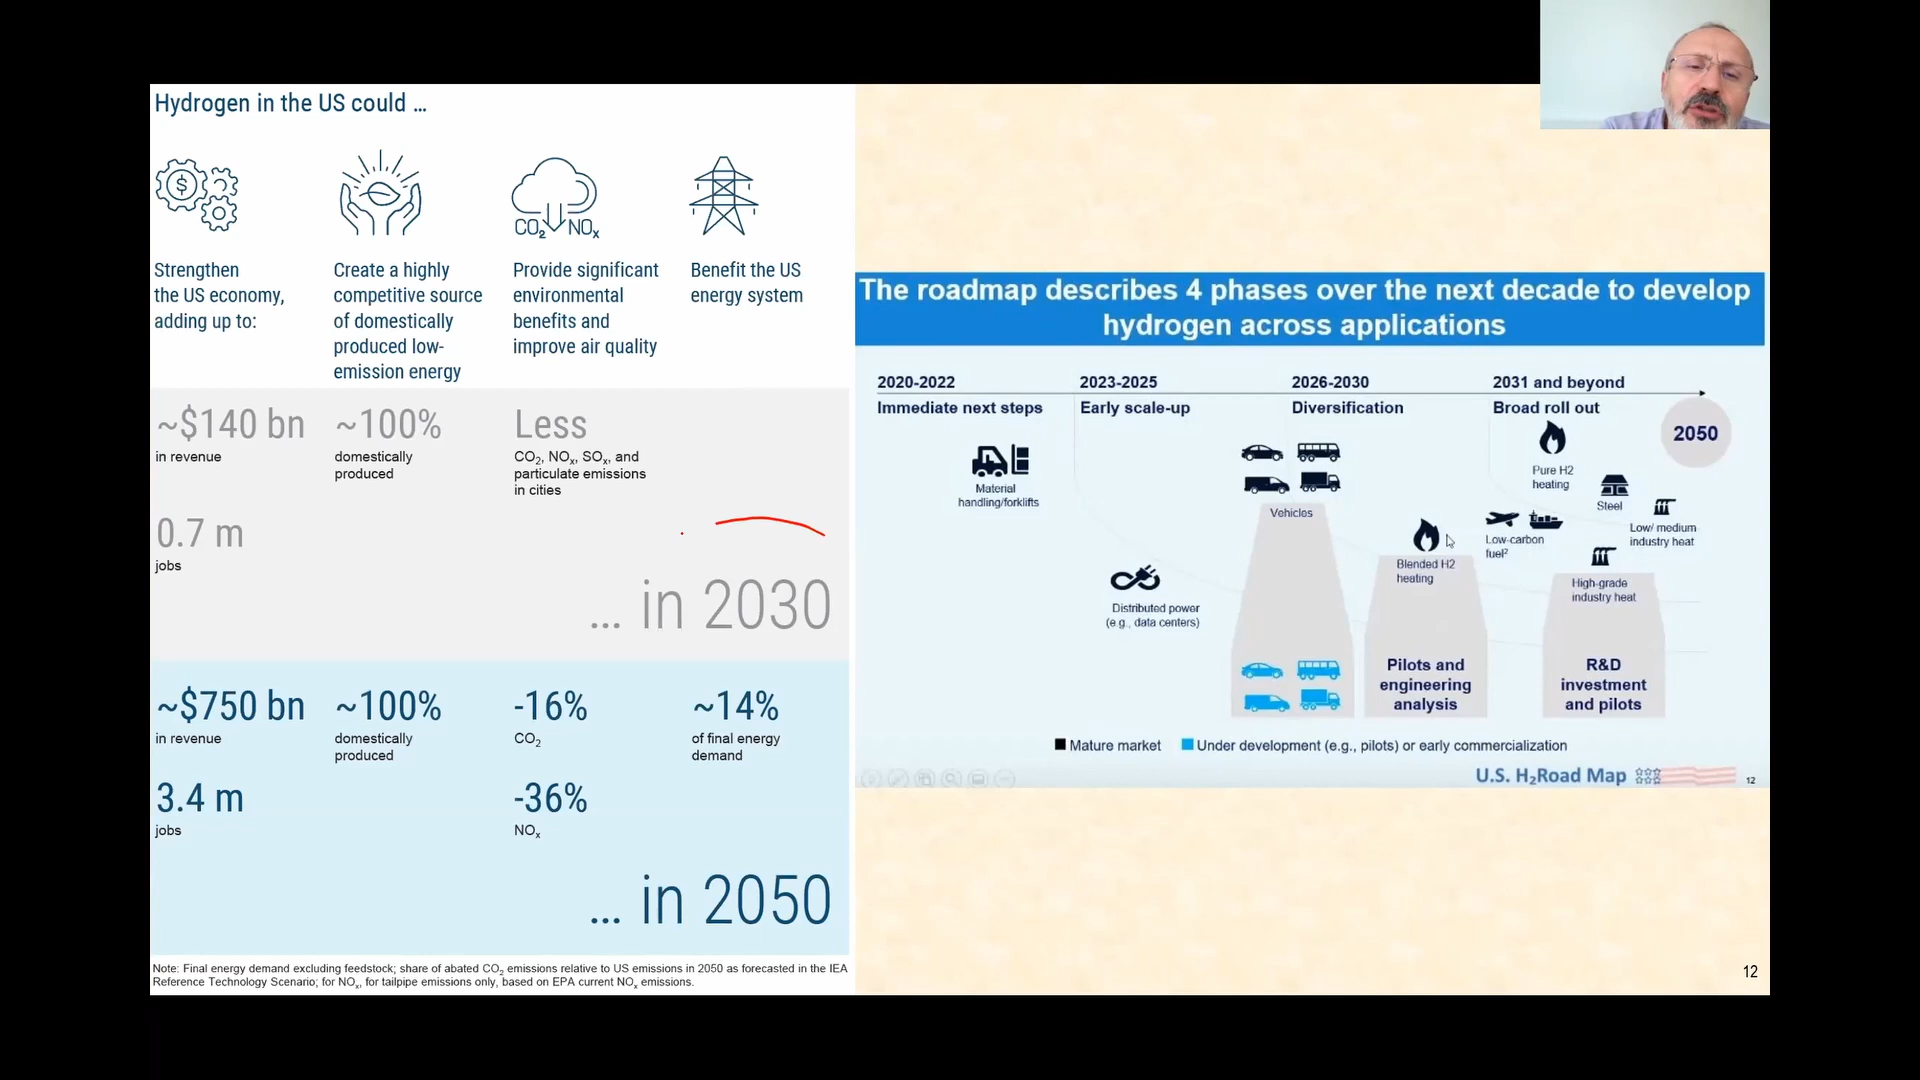 Hydrogen in the US could ...
$
CO2 NOx
Strengthen
the US economy,
adding up to:
Create a highly
competitive source
of domestically
produced low-
emission energy
Provide significant
environmental
benefits and
improve air quality
Benefit the US
energy system
~$140 bn
in revenue
0.7 m
jobs
~100%
domestically
produced
Less
CO2, NOx, SOx, and
particulate emissions
in cities
... in 2030
~$750 bn
in revenue
3.4 m
jobs
~100%
domestically
produced
-16%
CO2
-36%
NOx
~14%
of final energy
demand
... in 2050
Note: Final energy demand excluding feedstock; share of abated CO2 emissions relative to US emissions in 2050 as forecasted in the IEA
Reference Technology Scenario; for NOx, for tailpipe emissions only, based on EPA current NOx emissions.
The roadmap describes 4 phases over the next decade to develop
hydrogen across applications
2020-2022
Immediate next steps
2023-2025
Early scale-up
2026-2030
Diversification
2031 and beyond
Broad roll out
2050
Material
handling/forklifts
Distributed power
(e.g., data centers)
Vehicles
Blended H2
heating
Pilots and
engineering
analysis
Pure H2
heating
Steel
Low-carbon
fuel2
Low/ medium
industry heat
High-grade
industry heat
R&D
investment
and pilots
Mature market
Under development (e.g., pilots) or early commercialization
U.S. H2Road Map
12
12